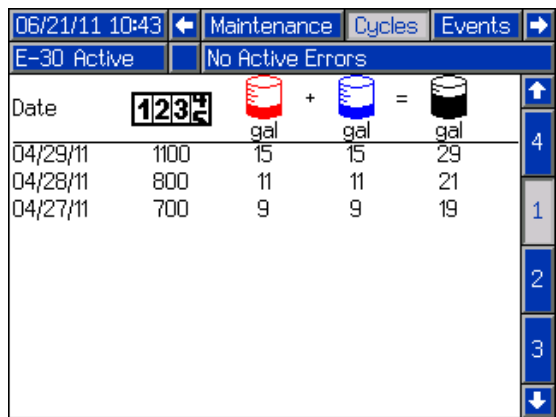 06/21/11 10:43 Maintenance Cycles Events
E-30 Active No Active Errors
Date 1234 + =
gal gal gal
04/29/11 1100 15 15 29
04/28/11 800 11 11 21
04/27/11 700 9 9 19
4
1
2
3